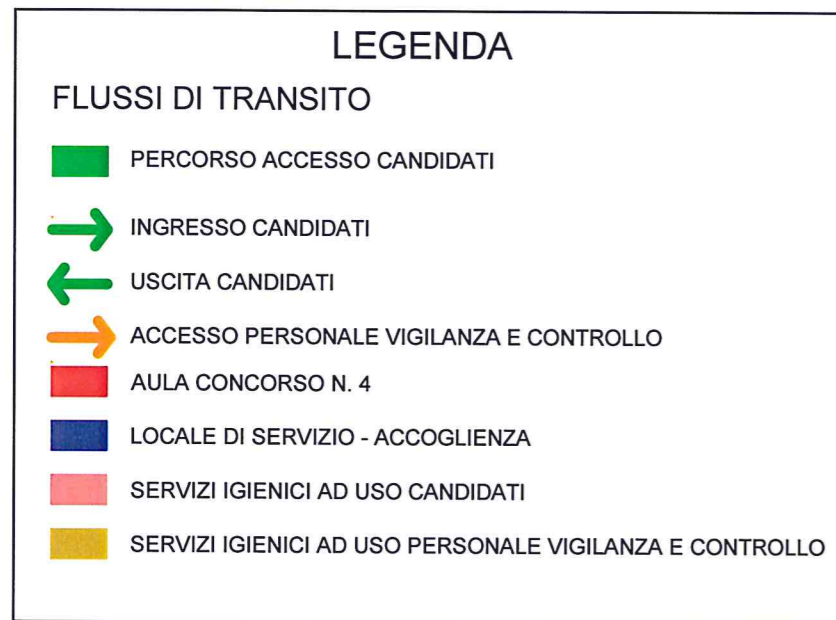 LEGENDA
FLUSSI DI TRANSITO
PERCORSO ACCESSO CANDIDATI
INGRESSO CANDIDATI
USCITA CANDIDATI
ACCESSO PERSONALE VIGILANZA E CONTROLLO
AULA CONCORSO N. 4
LOCALE DI SERVIZIO - ACCOGLIENZA
SERVIZI IGIENICI AD USO CANDIDATI
SERVIZI IGIENICI AD USO PERSONALE VIGILANZA E CONTROLLO